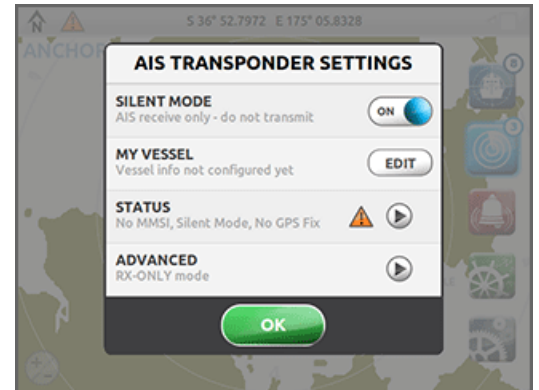 S 36° 52.7972 E 175° 05.8328
ANCHOR
AIS TRANSPONDER SETTINGS
8
SILENT MODE
AIS receive only - do not transmit
ON
3
MY VESSEL
Vessel info not configured yet
EDIT
STATUS
No MMSI, Silent Mode, No GPS Fix
ADVANCED
RX-ONLY mode
OK